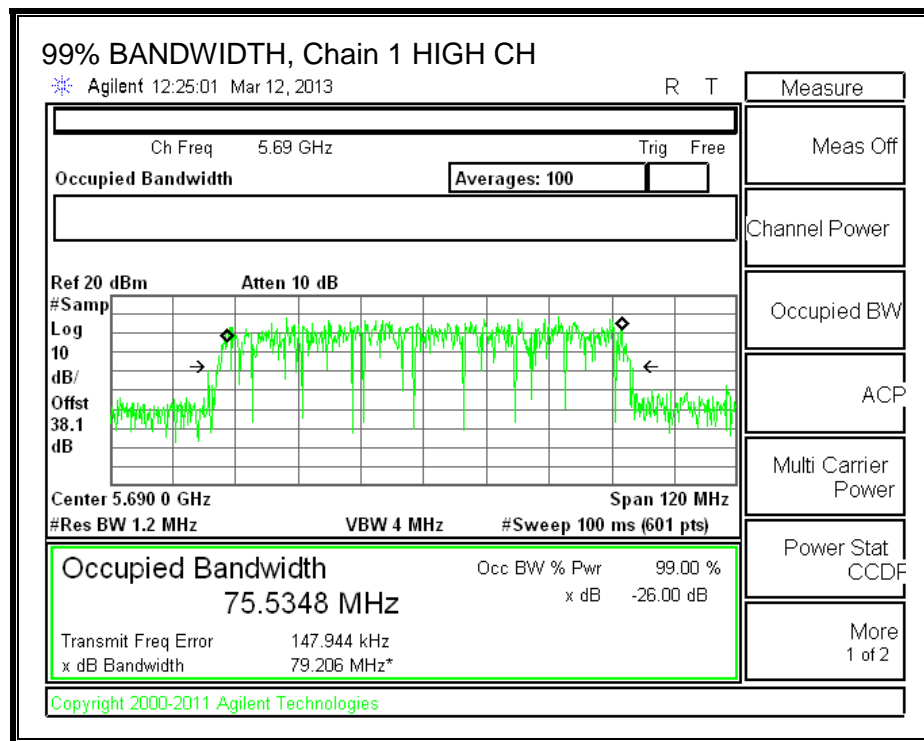 99% BANDWIDTH, Chain 1 HIGH CH
Agilent 12:25:01 Mar 12, 2013 R T
Measure
Ch Freq 5.69 GHz Trig Free
Occupied Bandwidth Averages: 100
Ref 20 dBm Atten 10 dB
#Samp
Log
10
dB/
Offst
38.1
dB
Center 5.690 0 GHz Span 120 MHz
#Res BW 1.2 MHz VBW 4 MHz #Sweep 100 ms (601 pts)
Occupied Bandwidth Occ BW % Pwr 99.00 %
75.5348 MHz x dB -26.00 dB
Transmit Freq Error 147.944 kHz
x dB Bandwidth 79.206 MHz*
Copyright 2000-2011 Agilent Technologies
Meas Off
Channel Power
Occupied BW
ACP
Multi Carrier
Power
Power Stat
CCDF
More
1 of 2